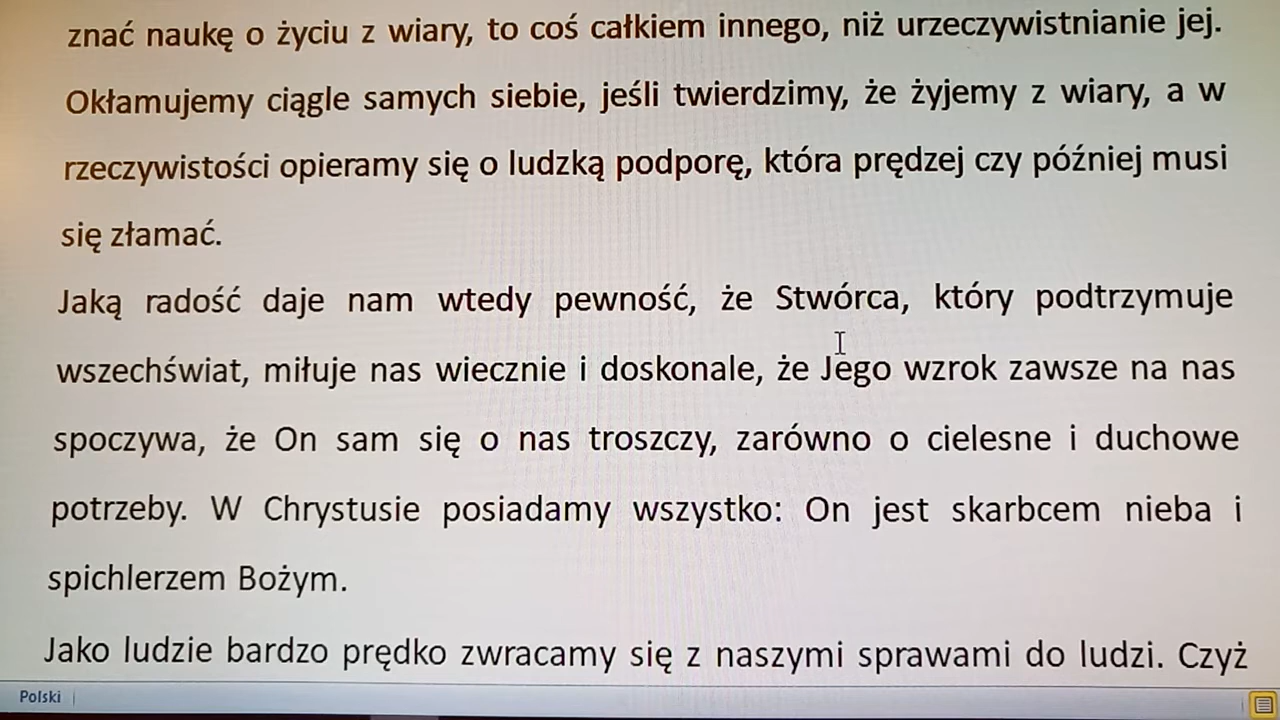 znać naukę o życiu z wiary, to coś całkiem innego, niż urzeczywistnianie jej.
Okłamujemy ciągle samych siebie, jeśli twierdzimy, że żyjemy z wiary, a w
rzeczywistości opieramy się o ludzką podporę, która prędzej czy później musi
się złamać.
Jaką radość daje nam wtedy pewność, że Stwórca, który podtrzymuje
wszechświat, miłuje nas wiecznie i doskonale, że Jego wzrok zawsze na nas
spoczywa, że On sam się o nas troszczy, zarówno o cielesne i duchowe
potrzeby. W Chrystusie posiadamy wszystko: On jest skarbcem nieba i
spichlerzem Bożym.
Jako ludzie bardzo prędko zwracamy się z naszymi sprawami do ludzi. Czyż
Polski